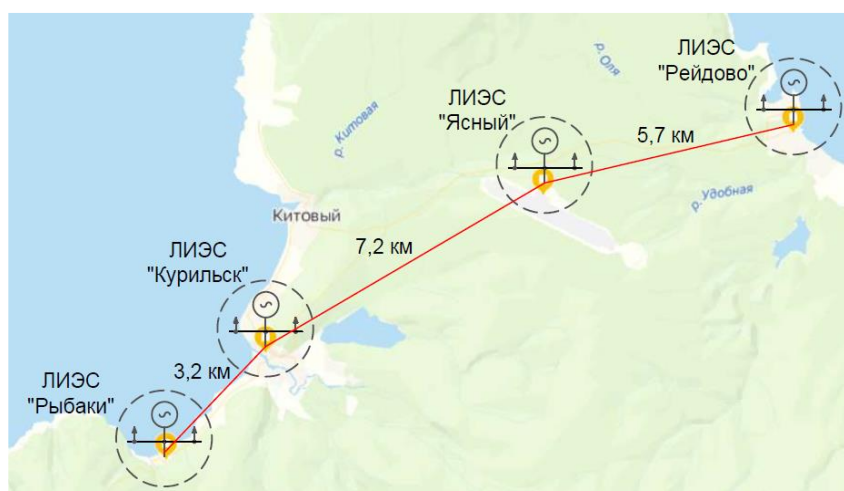 ЛИЭС
"Рейдово"
р. Оля
ЛИЭС
"Ясный"
5,7 км
р. Китовая
р. Удобная
Китовый
7,2 км
ЛИЭС
"Курильск"
3,2 км
ЛИЭС
"Рыбаки"